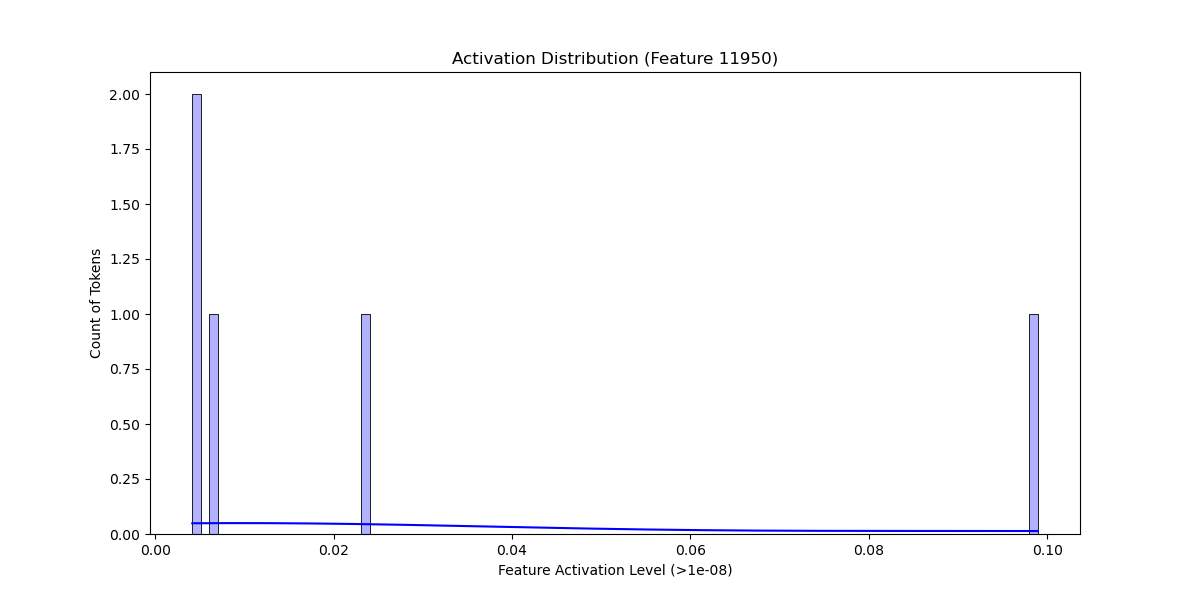 Activation Distribution (Feature 11950)
2.00
1.75
1.50
1.25
1.00
0.75
0.50
0.25
0.00
Count of Tokens
0.00 0.02 0.04 0.06 0.08 0.10
Feature Activation Level (>1e-08)